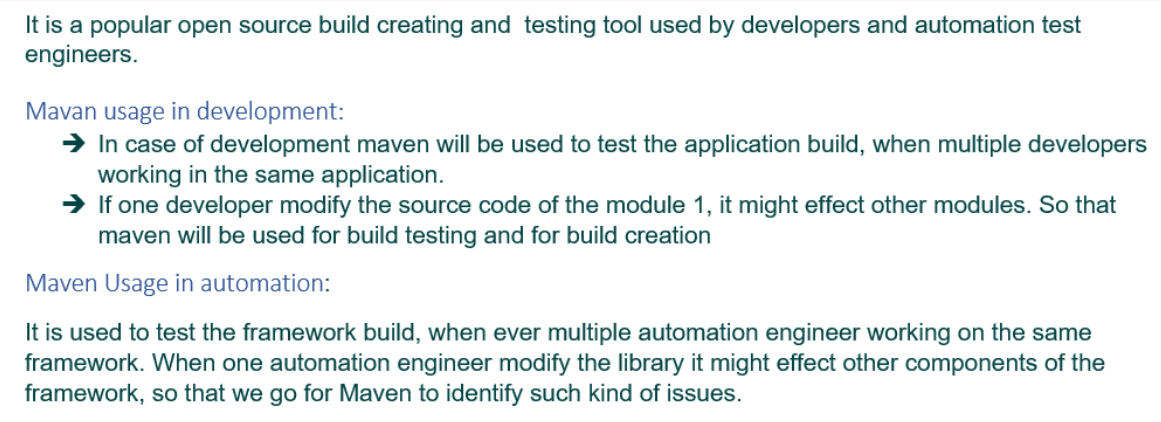 It is a popular open source build creating and  testing tool used by developers and automation test
engineers.
Mavan usage in development:
➔ In case of development maven will be used to test the application build, when multiple developers
working in the same application.
➔ If one developer modify the source code of the module 1, it might effect other modules. So that
maven will be used for build testing and for build creation
Maven Usage in automation:
It is used to test the framework build, when ever multiple automation engineer working on the same
framework. When one automation engineer modify the library it might effect other components of the
framework, so that we go for Maven to identify such kind of issues.